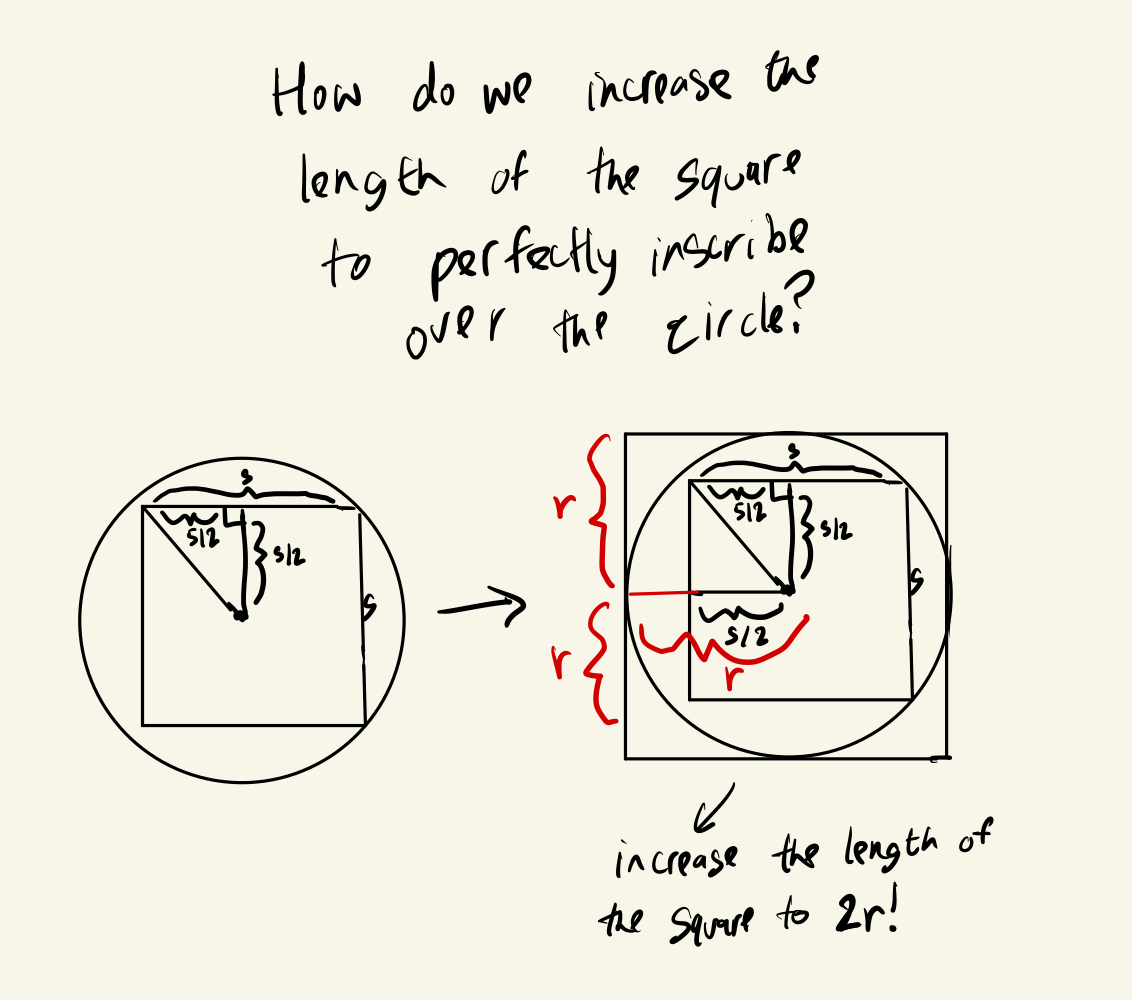 How do we increase the
length of the square
to perfectly inscribe
over the circle?
s
s/2
s/2
s
r
s
s/2
s/2
s
s/2
r
r
increase the length of
the square to 2r!